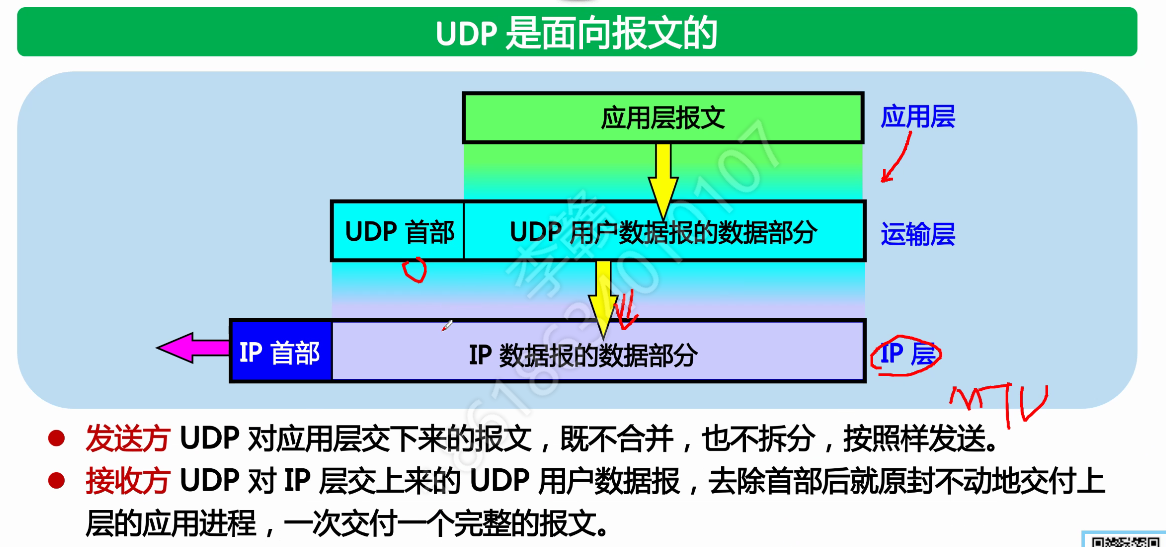 UDP 是面向报文的
应用层报文
应用层
UDP 首部
UDP 用户数据报的数据部分
运输层
IP 首部
IP 数据报的数据部分
IP 层
MTU
● 发送方 UDP 对应用层交下来的报文，既不合并，也不拆分，按照样发送。
● 接收方 UDP 对 IP 层交上来的 UDP 用户数据报，去除首部后就原封不动地交付上
层的应用进程，一次交付一个完整的报文。